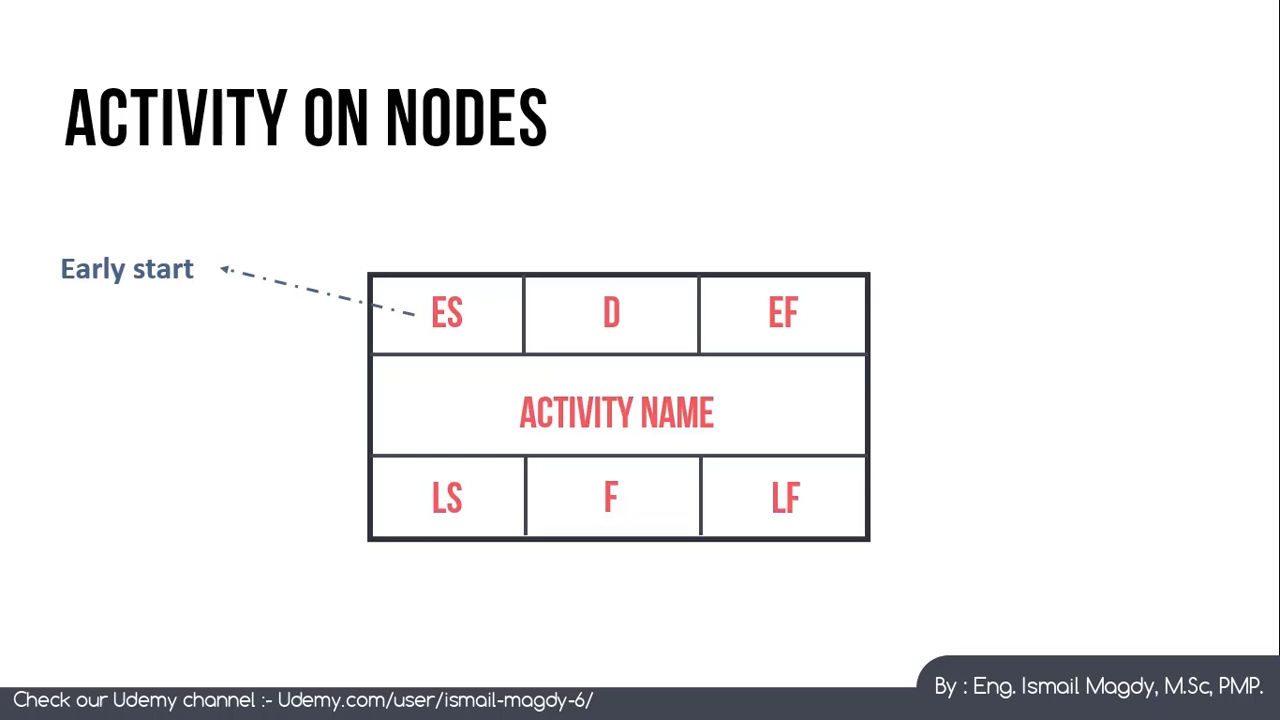 ACTIVITY ON NODES
Early start
ES D EF
ACTIVITY NAME
LS F LF
By : Eng. Ismail Magdy, M.Sc, PMP.
Check our Udemy channel :- Udemy.com/user/ismail-magdy-6/